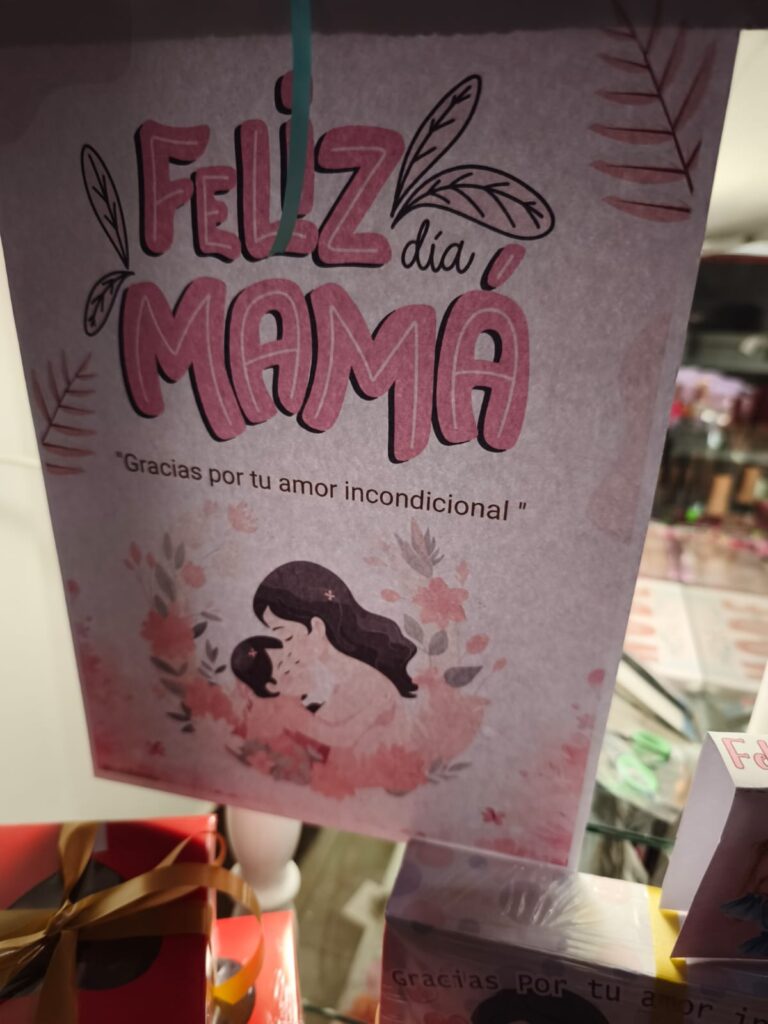 FELiZ
día
MAMÁ
"Gracias por tu amor incondicional "
Gracias por tu amor